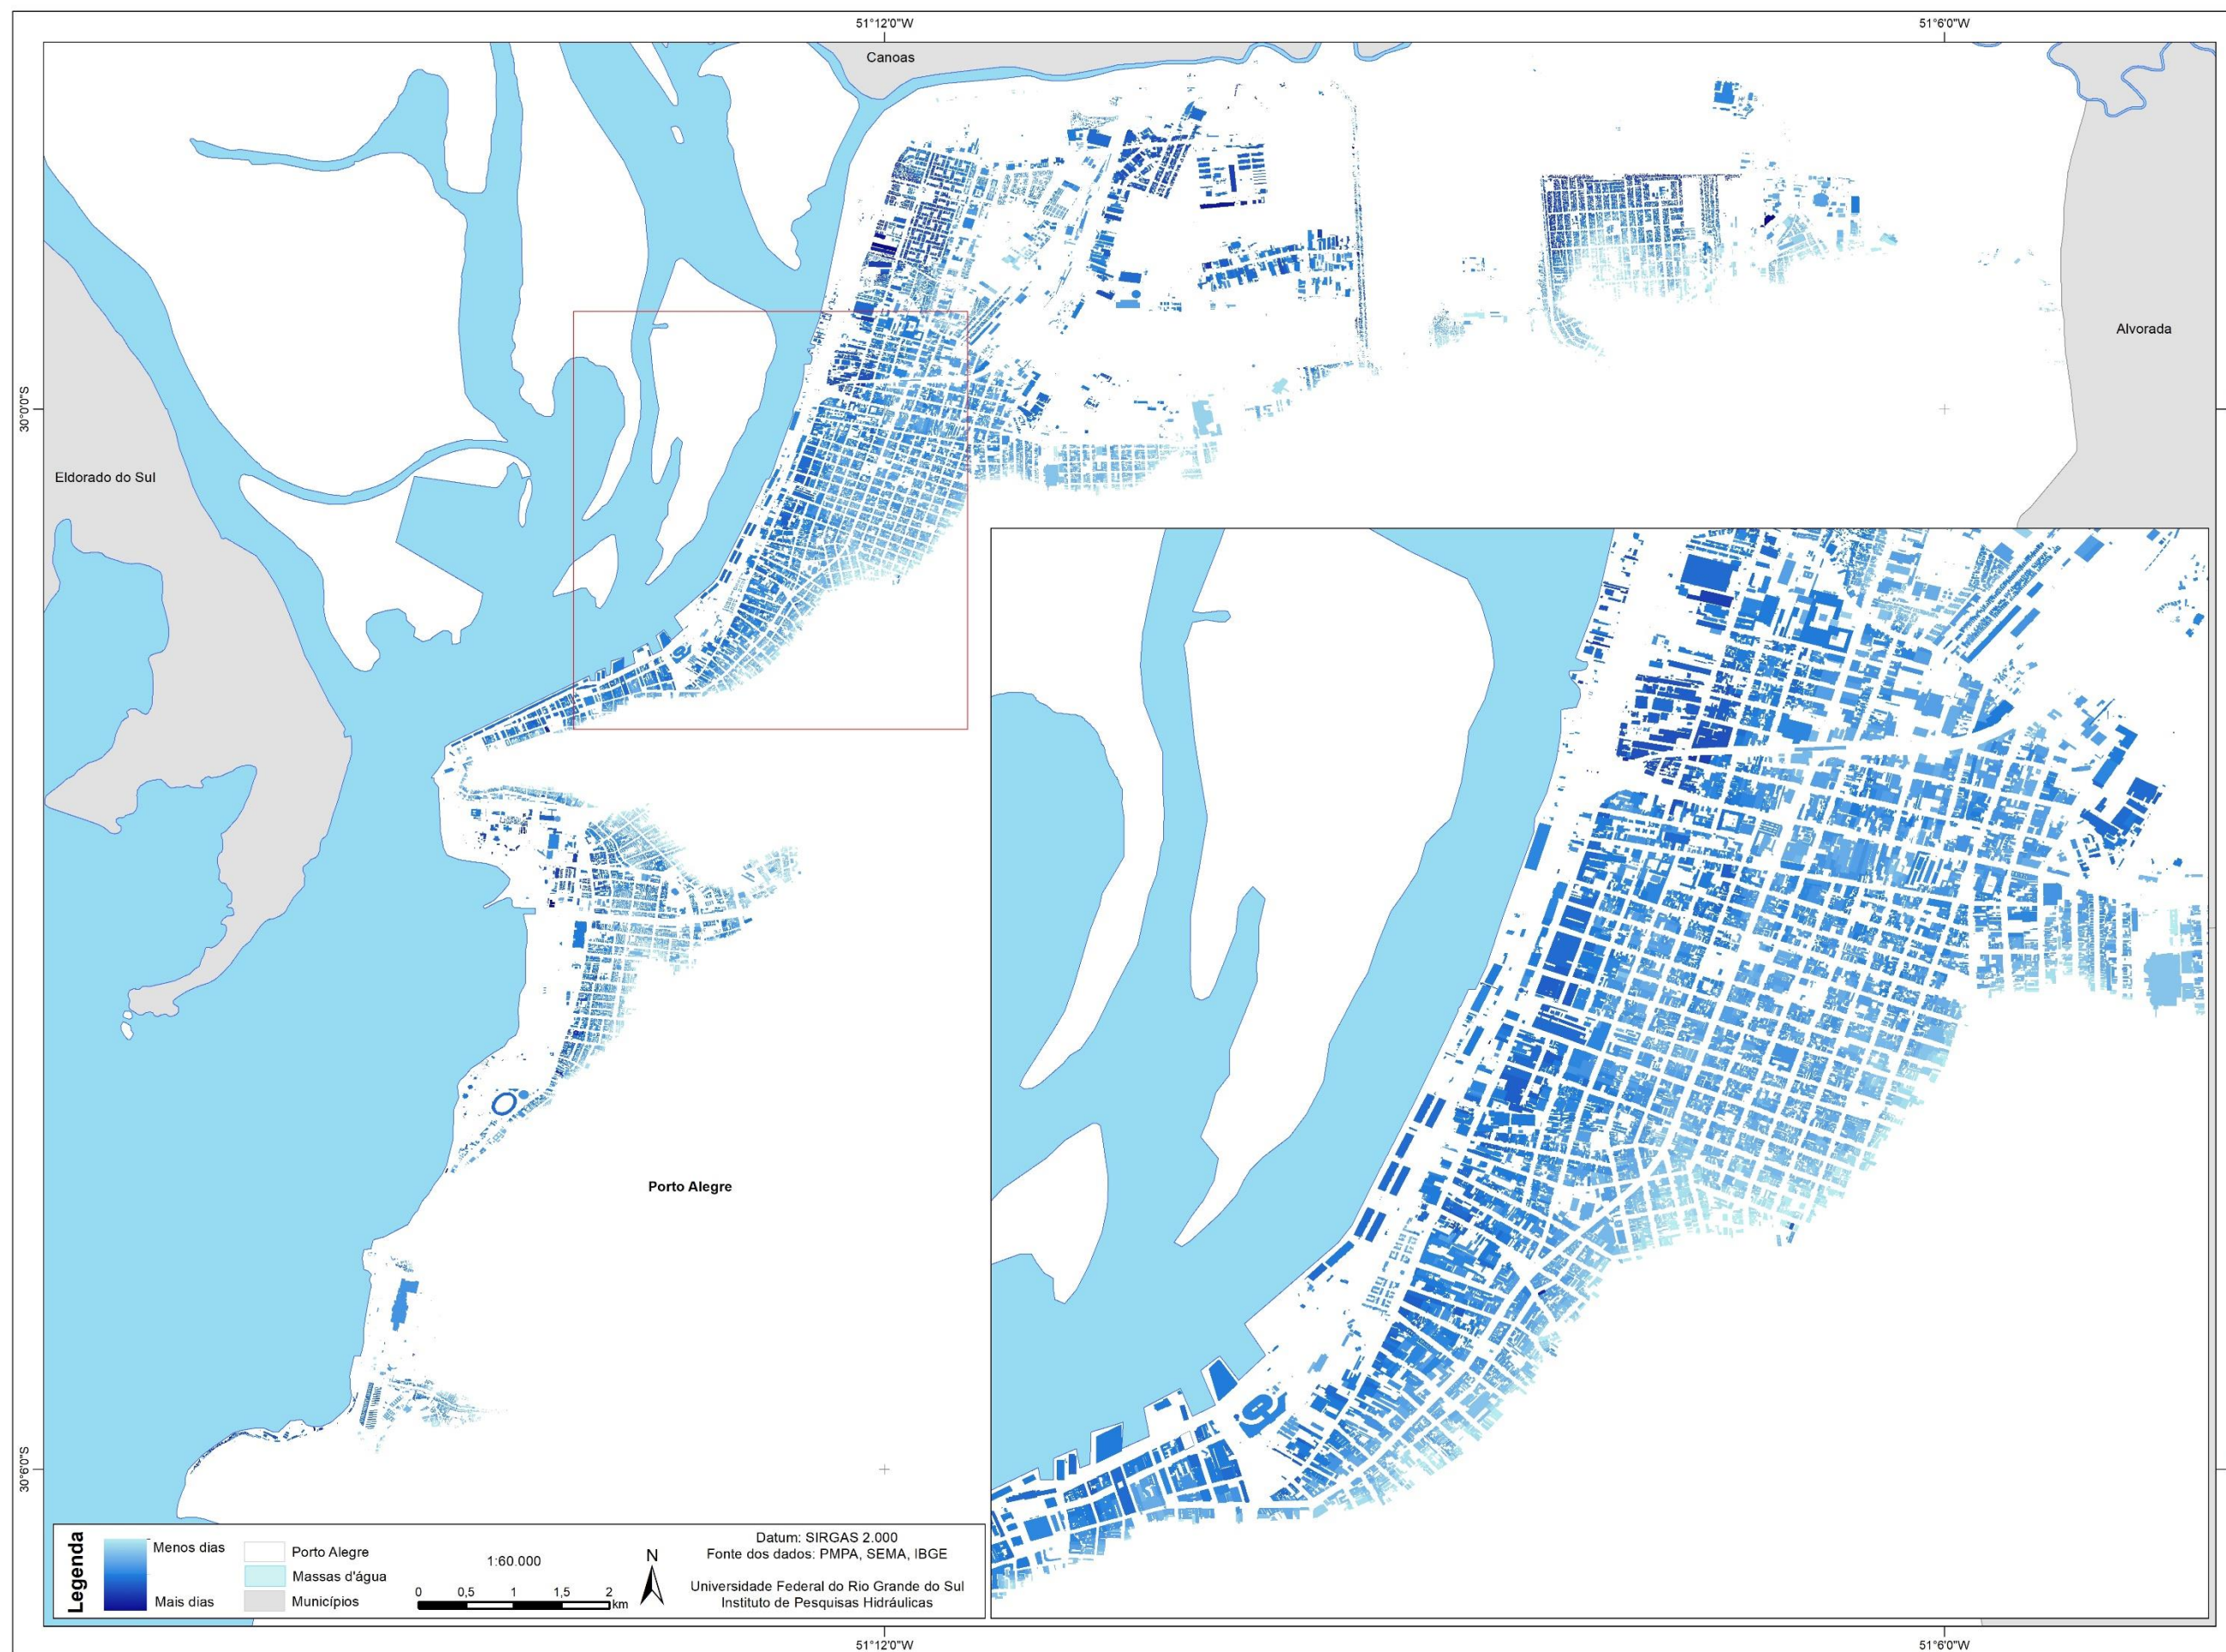 51°12'0"W
51°6'0"W
Canoas
Alvorada
30°0'0"S
Eldorado do Sul
Porto Alegre
30°6'0"S
Legenda
Menos dias
Mais dias
Porto Alegre
Massas d'água
Municípios
1:60.000
0 0,5 1 1,5 2
km
N
Datum: SIRGAS 2.000
Fonte dos dados: PMPA, SEMA, IBGE
Universidade Federal do Rio Grande do Sul
Instituto de Pesquisas Hidráulicas
51°12'0"W
51°6'0"W